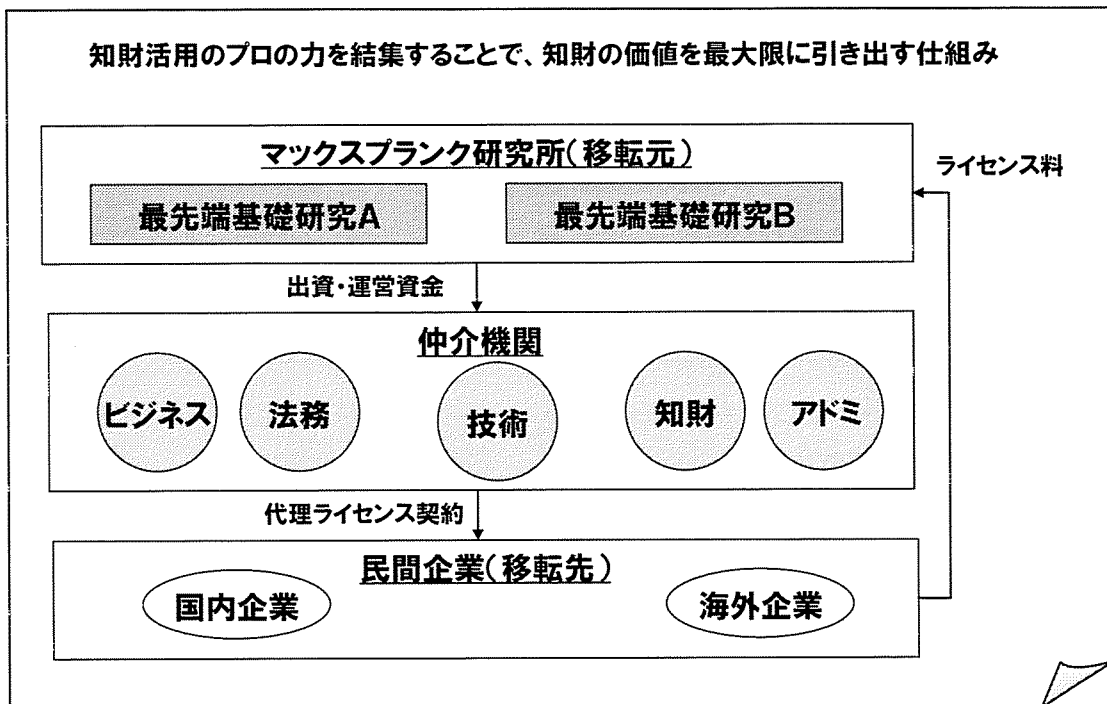 知財活用のプロの力を結集することで、知財の価値を最大限に引き出す仕組み
マックスプランク研究所(移転元)
ライセンス料
最先端基礎研究A
最先端基礎研究B
出資・運営資金
仲介機関
ビジネス
法務
技術
知財
アドミ
代理ライセンス契約
民間企業(移転先)
国内企業
海外企業